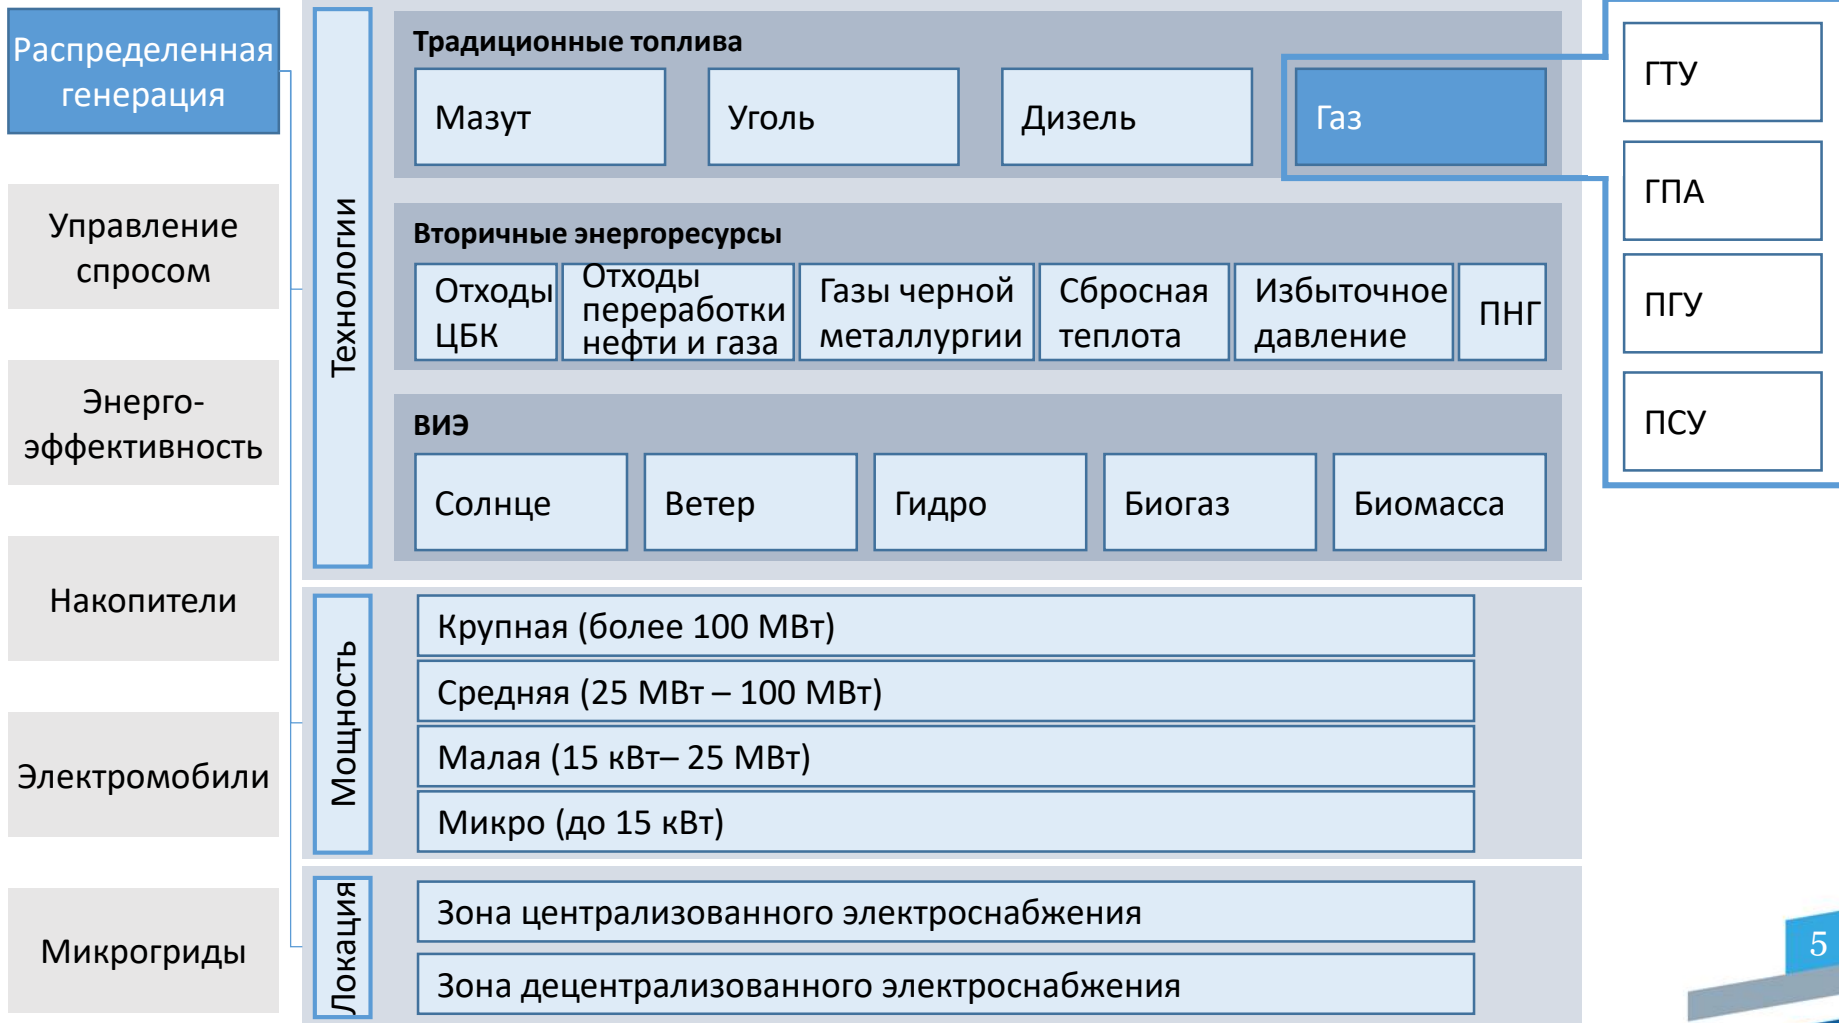 Распределенная
генерация
Управление
спросом
Энерго-
эффективность
Накопители
Электромобили
Микрогриды
Технологии
Традиционные топлива
Мазут
Уголь
Дизель
Газ
Вторичные энергоресурсы
Отходы
ЦБК
Отходы
переработки
нефти и газа
Газы черной
металлургии
Сбросная
теплота
Избыточное
давление
ПНГ
ВИЭ
Солнце
Ветер
Гидро
Биогаз
Биомасса
ГТУ
ГПА
ПГУ
ПСУ
Мощность
Крупная (более 100 МВт)
Средняя (25 МВт – 100 МВт)
Малая (15 кВт– 25 МВт)
Микро (до 15 кВт)
Локация
Зона централизованного электроснабжения
Зона децентрализованного электроснабжения
5